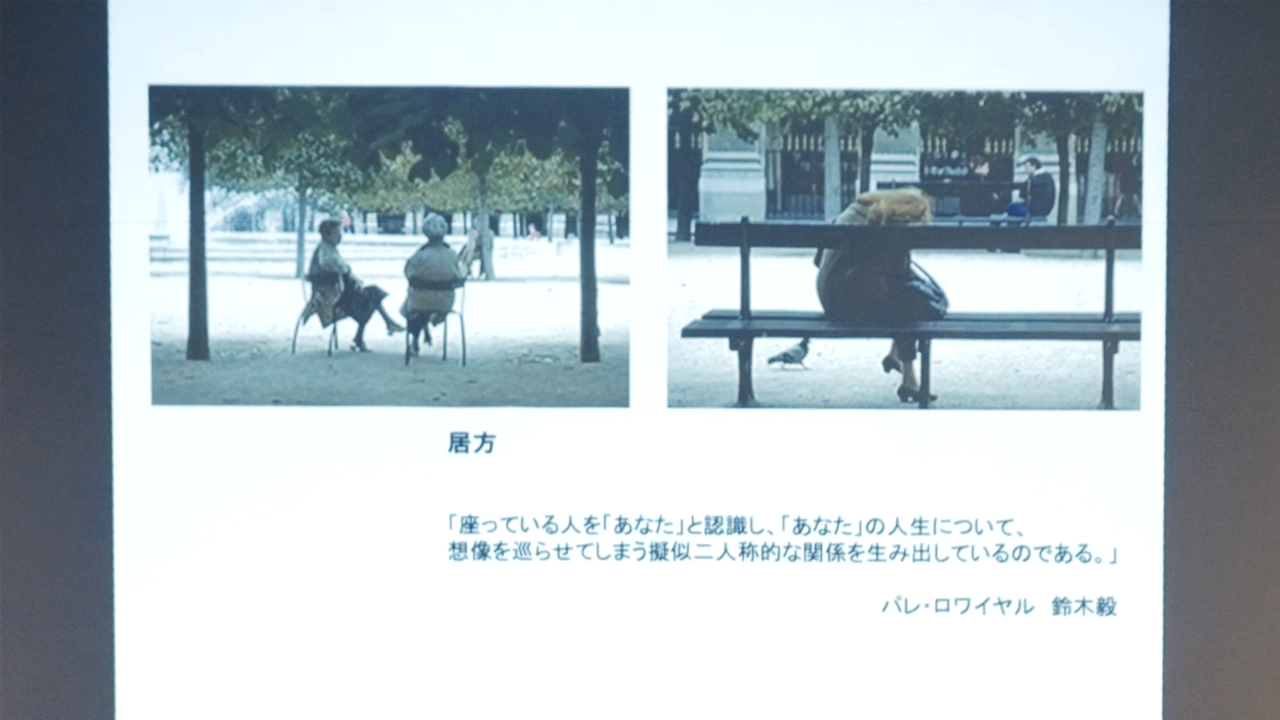 居方
「座っている人を「あなた」と認識し、「あなた」の人生について、
想像を巡らせてしまう擬似二人称的な関係を生み出しているのである。」
パレ・ロワイヤル　鈴木毅